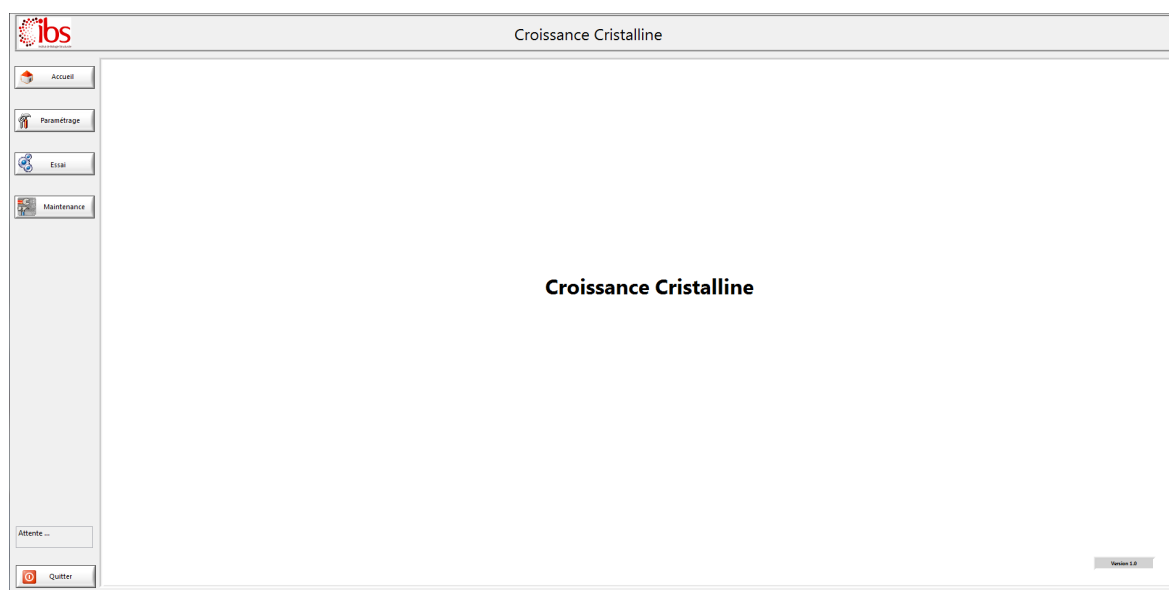 ibs
Croissance Cristalline
Accueil
Paramétrage
Essai
Maintenance
Croissance Cristalline
Attente ...
Version 1.0
Quitter